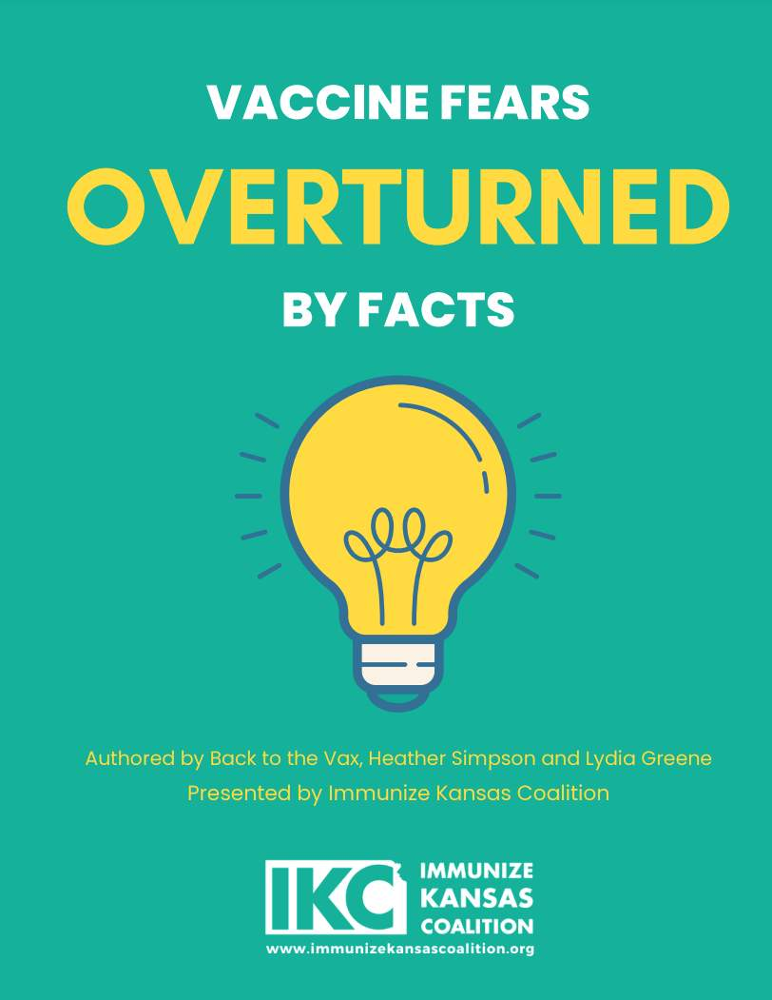 VACCINE FEARS
OVERTURNED
BY FACTS
Authored by Back to the Vax, Heather Simpson and Lydia Greene
Presented by Immunize Kansas Coalition
IKC
IMMUNIZE
KANSAS
COALITION
www.immunizekansascoalition.org